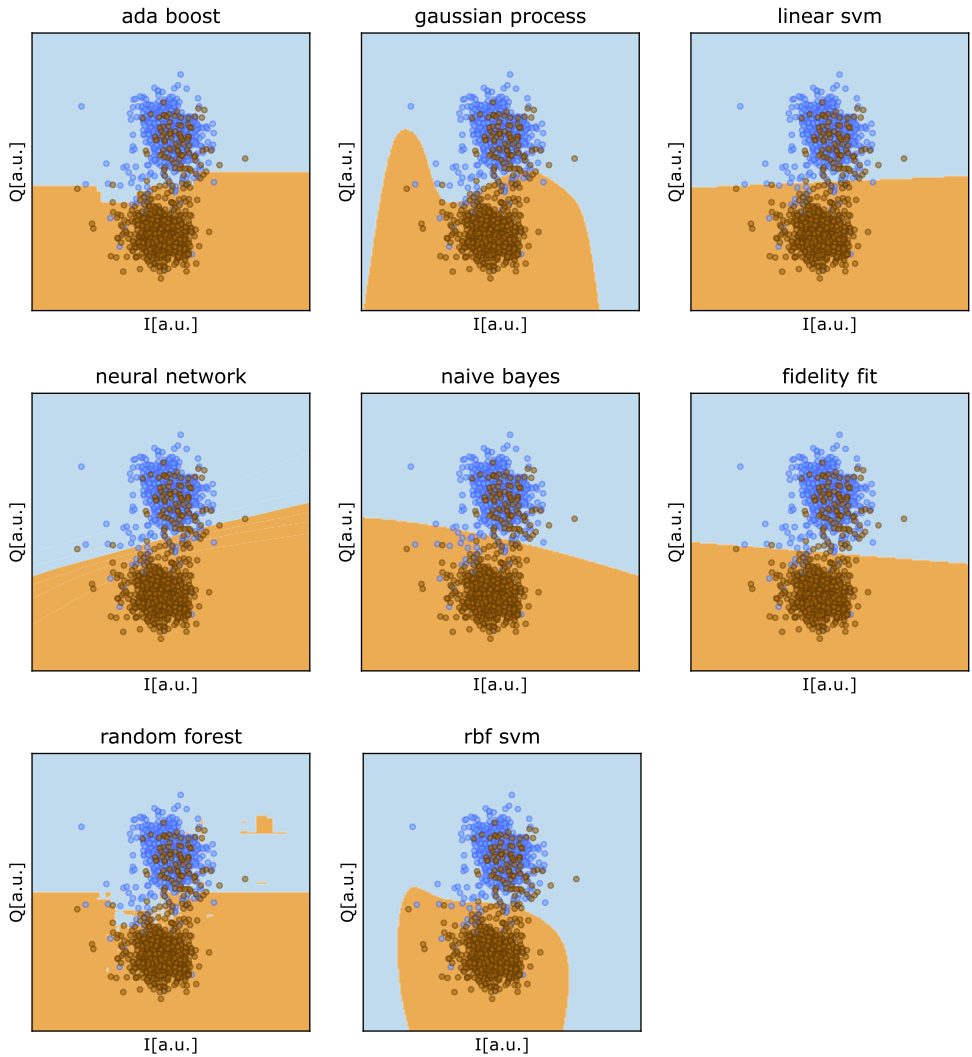 ada boost
gaussian process
linear svm
Q[a.u.]
Q[a.u.]
Q[a.u.]
I[a.u.]
I[a.u.]
I[a.u.]
neural network
naive bayes
fidelity fit
Q[a.u.]
Q[a.u.]
Q[a.u.]
I[a.u.]
I[a.u.]
I[a.u.]
random forest
rbf svm
Q[a.u.]
Q[a.u.]
I[a.u.]
I[a.u.]